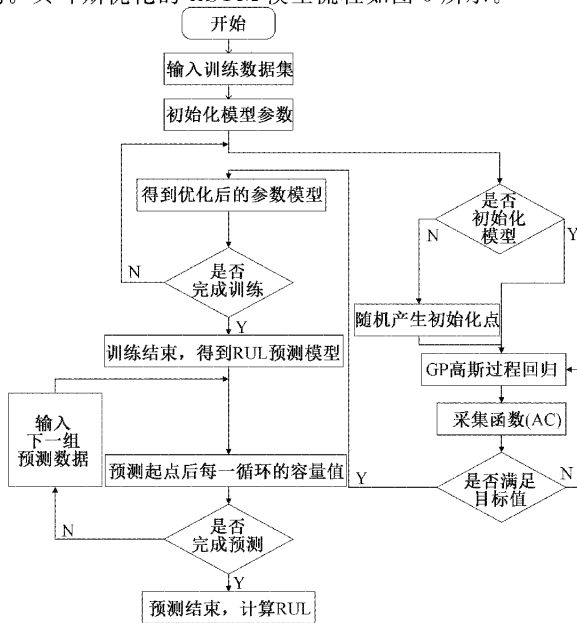 开始
输入训练数据集
初始化模型参数
得到优化后的参数模型
是否
初始化
模型
N
Y
是否
完成训练
N
Y
随机产生初始化点
训练结束，得到RUL预测模型
GP高斯过程回归
输入
下一组
预测数据
采集函数(AC)
预测起点后每一循环的容量值
是否满足
目标值
Y
N
是否
完成预测
N
Y
预测结束，计算RUL